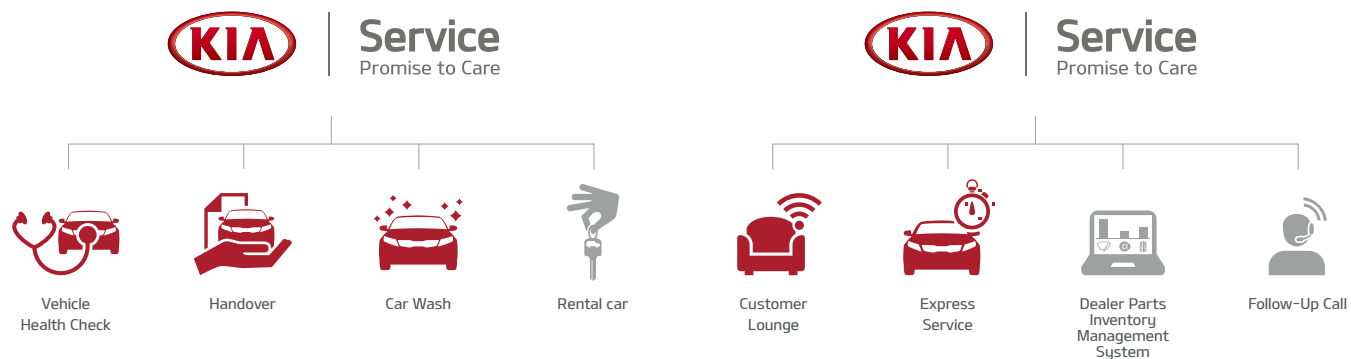 KIA
Service
Promise to Care
KIA
Service
Promise to Care
Vehicle
Health Check
Handover
Car Wash
Rental car
Customer
Lounge
Express
Service
Dealer Parts
Inventory
Management
System
Follow-Up Call